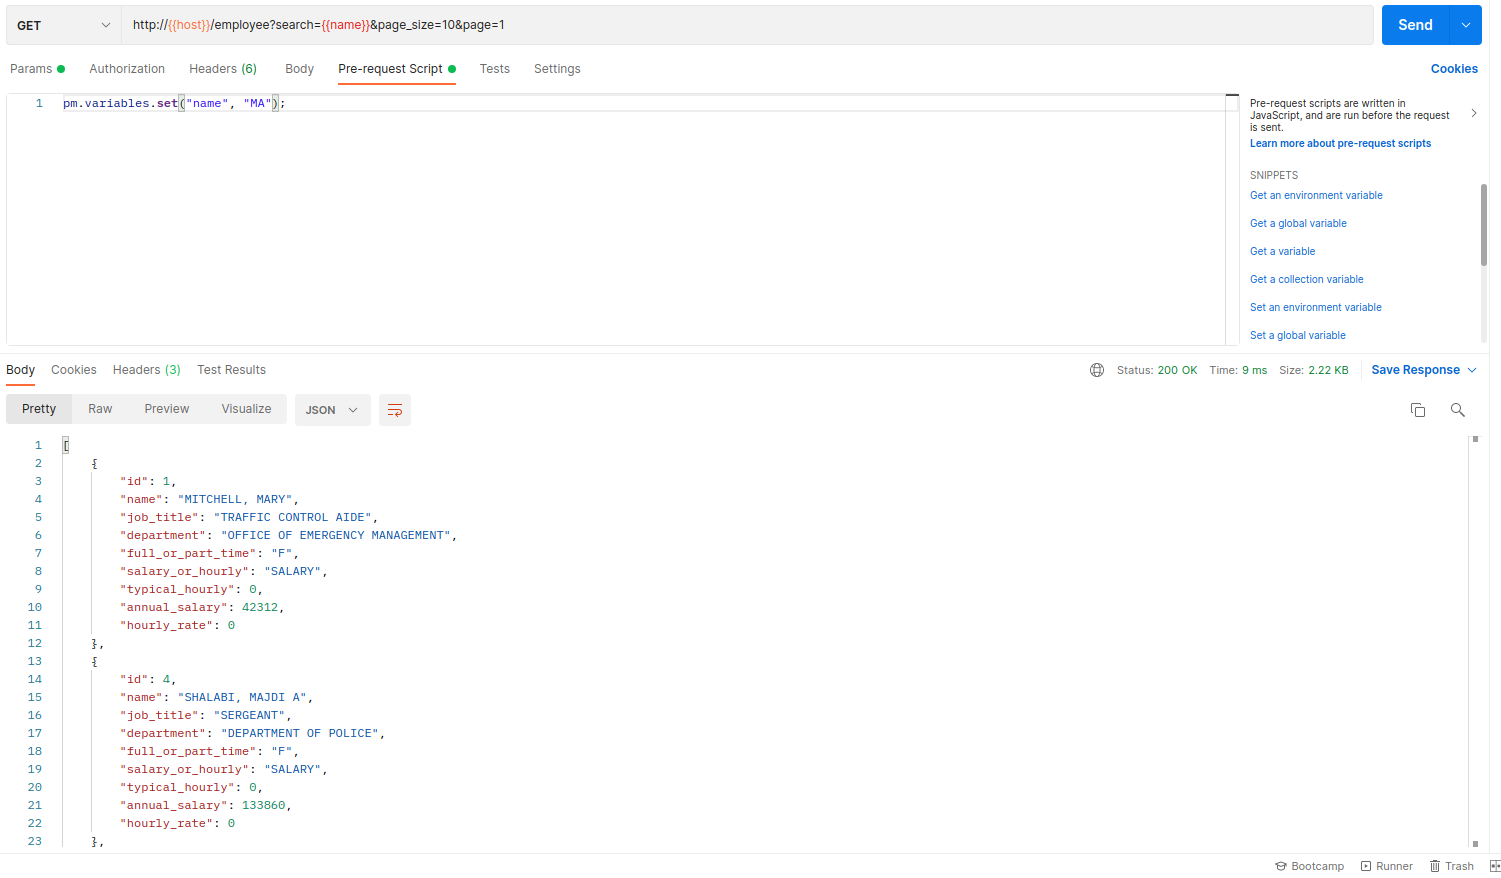 GET http://{{host}}/employee?search={{name}}&page_size=10&page=1 Send
Params Authorization Headers (6) Body Pre-request Script Tests Settings Cookies
1 pm.variables.set("name", "MA");
Pre-request scripts are written in
JavaScript, and are run before the request
is sent.
Learn more about pre-request scripts
SNIPPETS
Get an environment variable
Get a global variable
Get a variable
Get a collection variable
Set an environment variable
Set a global variable
Body Cookies Headers (3) Test Results Status: 200 OK Time: 9 ms Size: 2.22 KB Save Response
Pretty Raw Preview Visualize JSON
1 [
2 {
3 "id": 1,
4 "name": "MITCHELL, MARY",
5 "job_title": "TRAFFIC CONTROL AIDE",
6 "department": "OFFICE OF EMERGENCY MANAGEMENT",
7 "full_or_part_time": "F",
8 "salary_or_hourly": "SALARY",
9 "typical_hourly": 0,
10 "annual_salary": 42312,
11 "hourly_rate": 0
12 },
13 {
14 "id": 4,
15 "name": "SHALABI, MAJDI A",
16 "job_title": "SERGEANT",
17 "department": "DEPARTMENT OF POLICE",
18 "full_or_part_time": "F",
19 "salary_or_hourly": "SALARY",
20 "typical_hourly": 0,
21 "annual_salary": 133860,
22 "hourly_rate": 0
23 },
Bootcamp Runner Trash